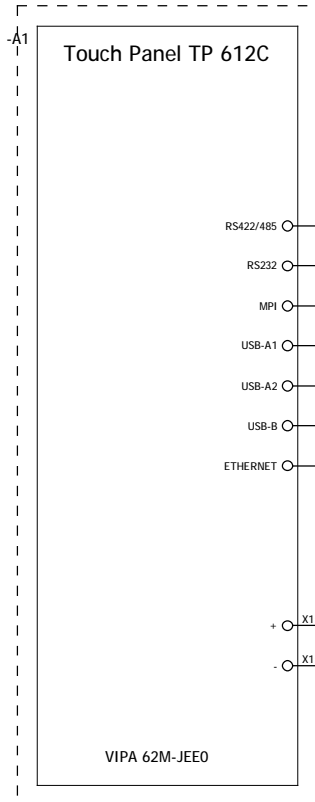 -A1
Touch Panel TP 612C
RS422/485
RS232
MPI
USB-A1
USB-A2
USB-B
ETHERNET
+ X1
- X1
VIPA 62M-JEE0